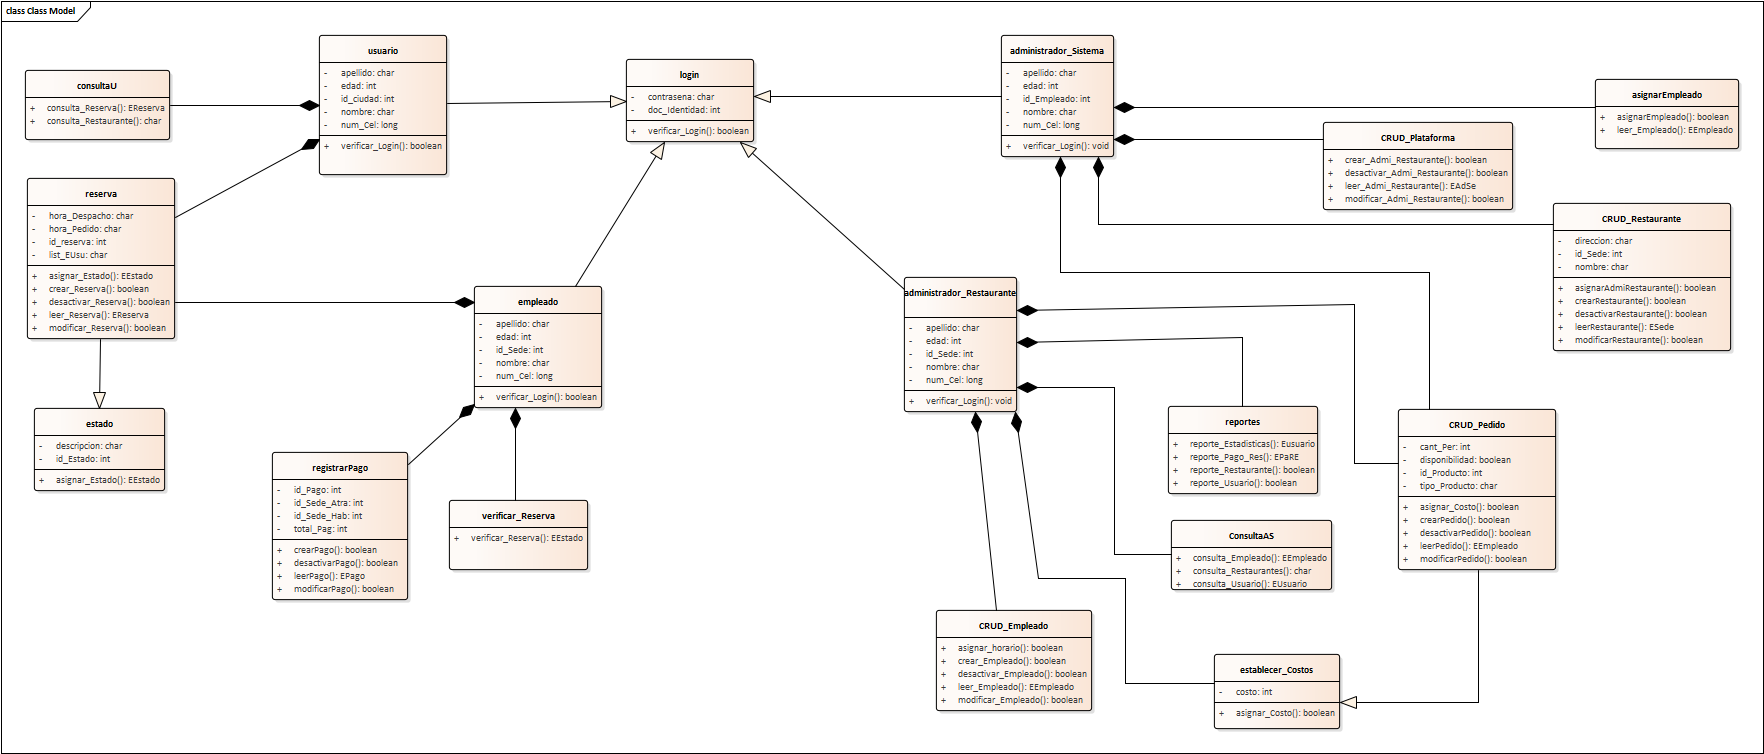 class Class Model
consultaU
+ consulta_Reserva(): EReserva
+ consulta_Restaurante(): char
usuario
- apellido: char
- edad: int
- id_ciudad: int
- nombre: char
- num_Cel: long
+ verificar_Login(): boolean
login
- contrasena: char
- doc_Identidad: int
+ verificar_Login(): boolean
administrador_Sistema
- apellido: char
- edad: int
- id_Empleado: int
- nombre: char
- num_Cel: long
+ verificar_Login(): void
asignarEmpleado
+ asignarEmpleado(): boolean
+ leer_Empleado(): EEmpleado
CRUD_Plataforma
+ crear_Admi_Restaurante(): boolean
+ desactivar_Admi_Restaurante(): boolean
+ leer_Admi_Restaurante(): EAdSe
+ modificar_Admi_Restaurante(): boolean
CRUD_Restaurante
- direccion: char
- id_Sede: int
- nombre: char
+ asignarAdmiRestaurante(): boolean
+ crearRestaurante(): boolean
+ desactivarRestaurante(): boolean
+ leerRestaurante(): ESede
+ modificarRestaurante(): boolean
reserva
- hora_Despacho: char
- hora_Pedido: char
- id_reserva: int
- list_EUsu: char
+ asignar_Estado(): EEstado
+ crear_Reserva(): boolean
+ desactivar_Reserva(): boolean
+ leer_Reserva(): EReserva
+ modificar_Reserva(): boolean
empleado
- apellido: char
- edad: int
- id_Sede: int
- nombre: char
- num_Cel: long
+ verificar_Login(): boolean
administrador_Restaurante
- apellido: char
- edad: int
- id_Sede: int
- nombre: char
- num_Cel: long
+ verificar_Login(): void
estado
- descripcion: char
- id_Estado: int
+ asignar_Estado(): EEstado
registrarPago
- id_Pago: int
- id_Sede_Atra: int
- id_Sede_Hab: int
- total_Pag: int
+ crearPago(): boolean
+ desactivarPago(): boolean
+ leerPago(): EPago
+ modificarPago(): boolean
verificar_Reserva
+ verificar_Reserva(): EEstado
reportes
+ reporte_Estadisticas(): Eusuario
+ reporte_Pago_Res(): EPaRE
+ reporte_Restaurante(): boolean
+ reporte_Usuario(): boolean
CRUD_Pedido
- cant_Per: int
- disponibilidad: boolean
- id_Producto: int
- tipo_Producto: char
+ asignar_Costo(): boolean
+ crearPedido(): boolean
+ desactivarPedido(): boolean
+ leerPedido(): EEmpleado
+ modificarPedido(): boolean
ConsultaAS
+ consulta_Empleado(): EEmpleado
+ consulta_Restaurantes(): char
+ consulta_Usuario(): EUsuario
CRUD_Empleado
+ asignar_horario(): boolean
+ crear_Empleado(): boolean
+ desactivar_Empleado(): boolean
+ leer_Empleado(): EEmpleado
+ modificar_Empleado(): boolean
establecer_Costos
- costo: int
+ asignar_Costo(): boolean